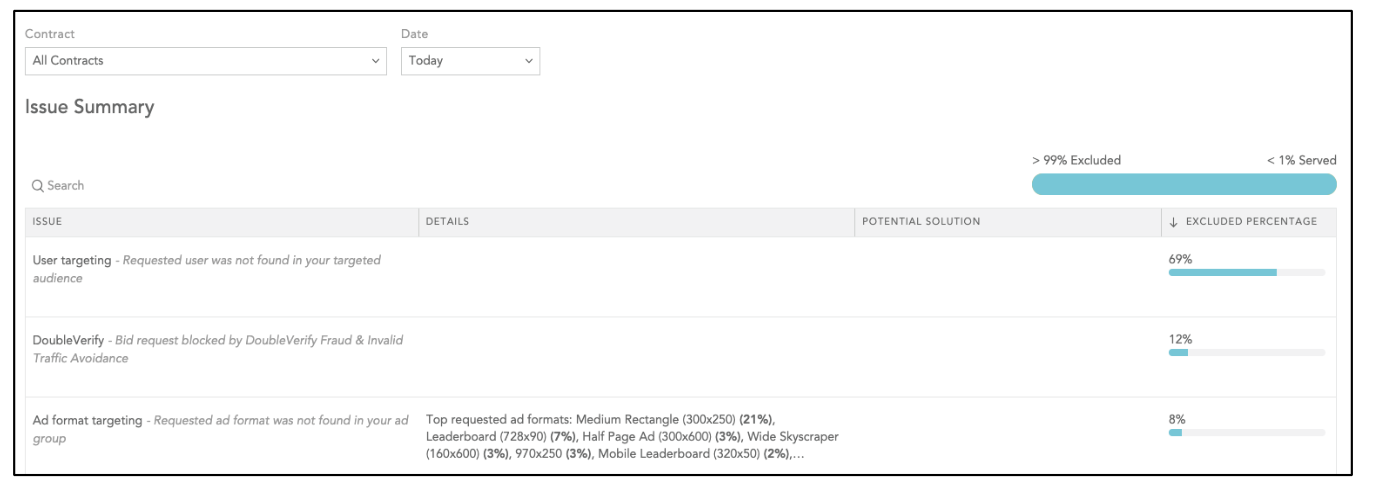 Contract
Date
All Contracts
Today
Issue Summary
> 99% Excluded
< 1% Served
Search
ISSUE
DETAILS
POTENTIAL SOLUTION
↓ EXCLUDED PERCENTAGE
User targeting - Requested user was not found in your targeted
audience
69%
DoubleVerify - Bid request blocked by DoubleVerify Fraud & Invalid
Traffic Avoidance
12%
Ad format targeting - Requested ad format was not found in your ad
group
Top requested ad formats: Medium Rectangle (300x250) (21%),
Leaderboard (728x90) (7%), Half Page Ad (300x600) (3%), Wide Skyscraper
(160x600) (3%), 970x250 (3%), Mobile Leaderboard (320x50) (2%),...
8%